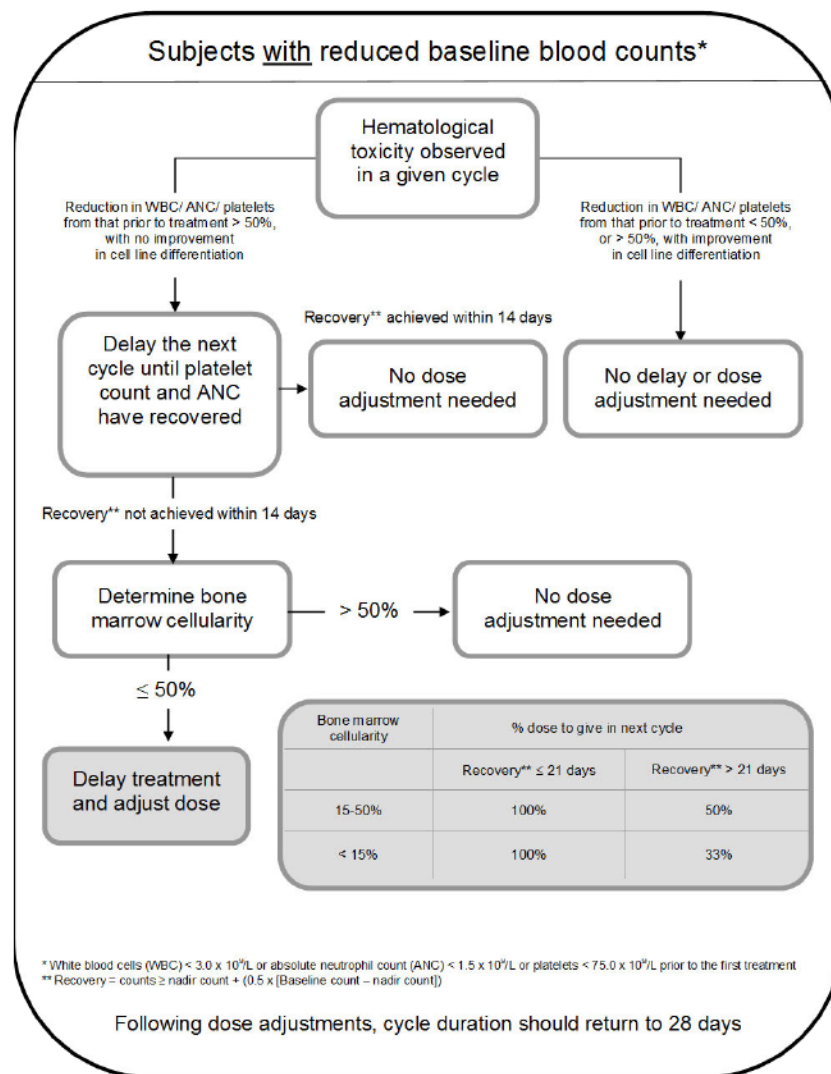 Subjects with reduced baseline blood counts*
Hematological
toxicity observed
in a given cycle
Reduction in WBC/ ANC/ platelets
from that prior to treatment > 50%,
with no improvement
in cell line differentiation
Reduction in WBC/ ANC/ platelets
from that prior to treatment < 50%,
or > 50%, with improvement
in cell line differentiation
Delay the next
cycle until platelet
count and ANC
have recovered
Recovery** achieved within 14 days
No dose
adjustment needed
No delay or dose
adjustment needed
Recovery** not achieved within 14 days
Determine bone
marrow cellularity
> 50%
No dose
adjustment needed
≤ 50%
Delay treatment
and adjust dose
Bone marrow
cellularity
% dose to give in next cycle
Recovery** ≤ 21 days
Recovery** > 21 days
15-50%
100%
50%
< 15%
100%
33%
* White blood cells (WBC) < 3.0 x 10⁹/L or absolute neutrophil count (ANC) < 1.5 x 10⁹/L or platelets < 75.0 x 10⁹/L prior to the first treatment
** Recovery = counts ≥ nadir count + (0.5 x [Baseline count – nadir count])
Following dose adjustments, cycle duration should return to 28 days